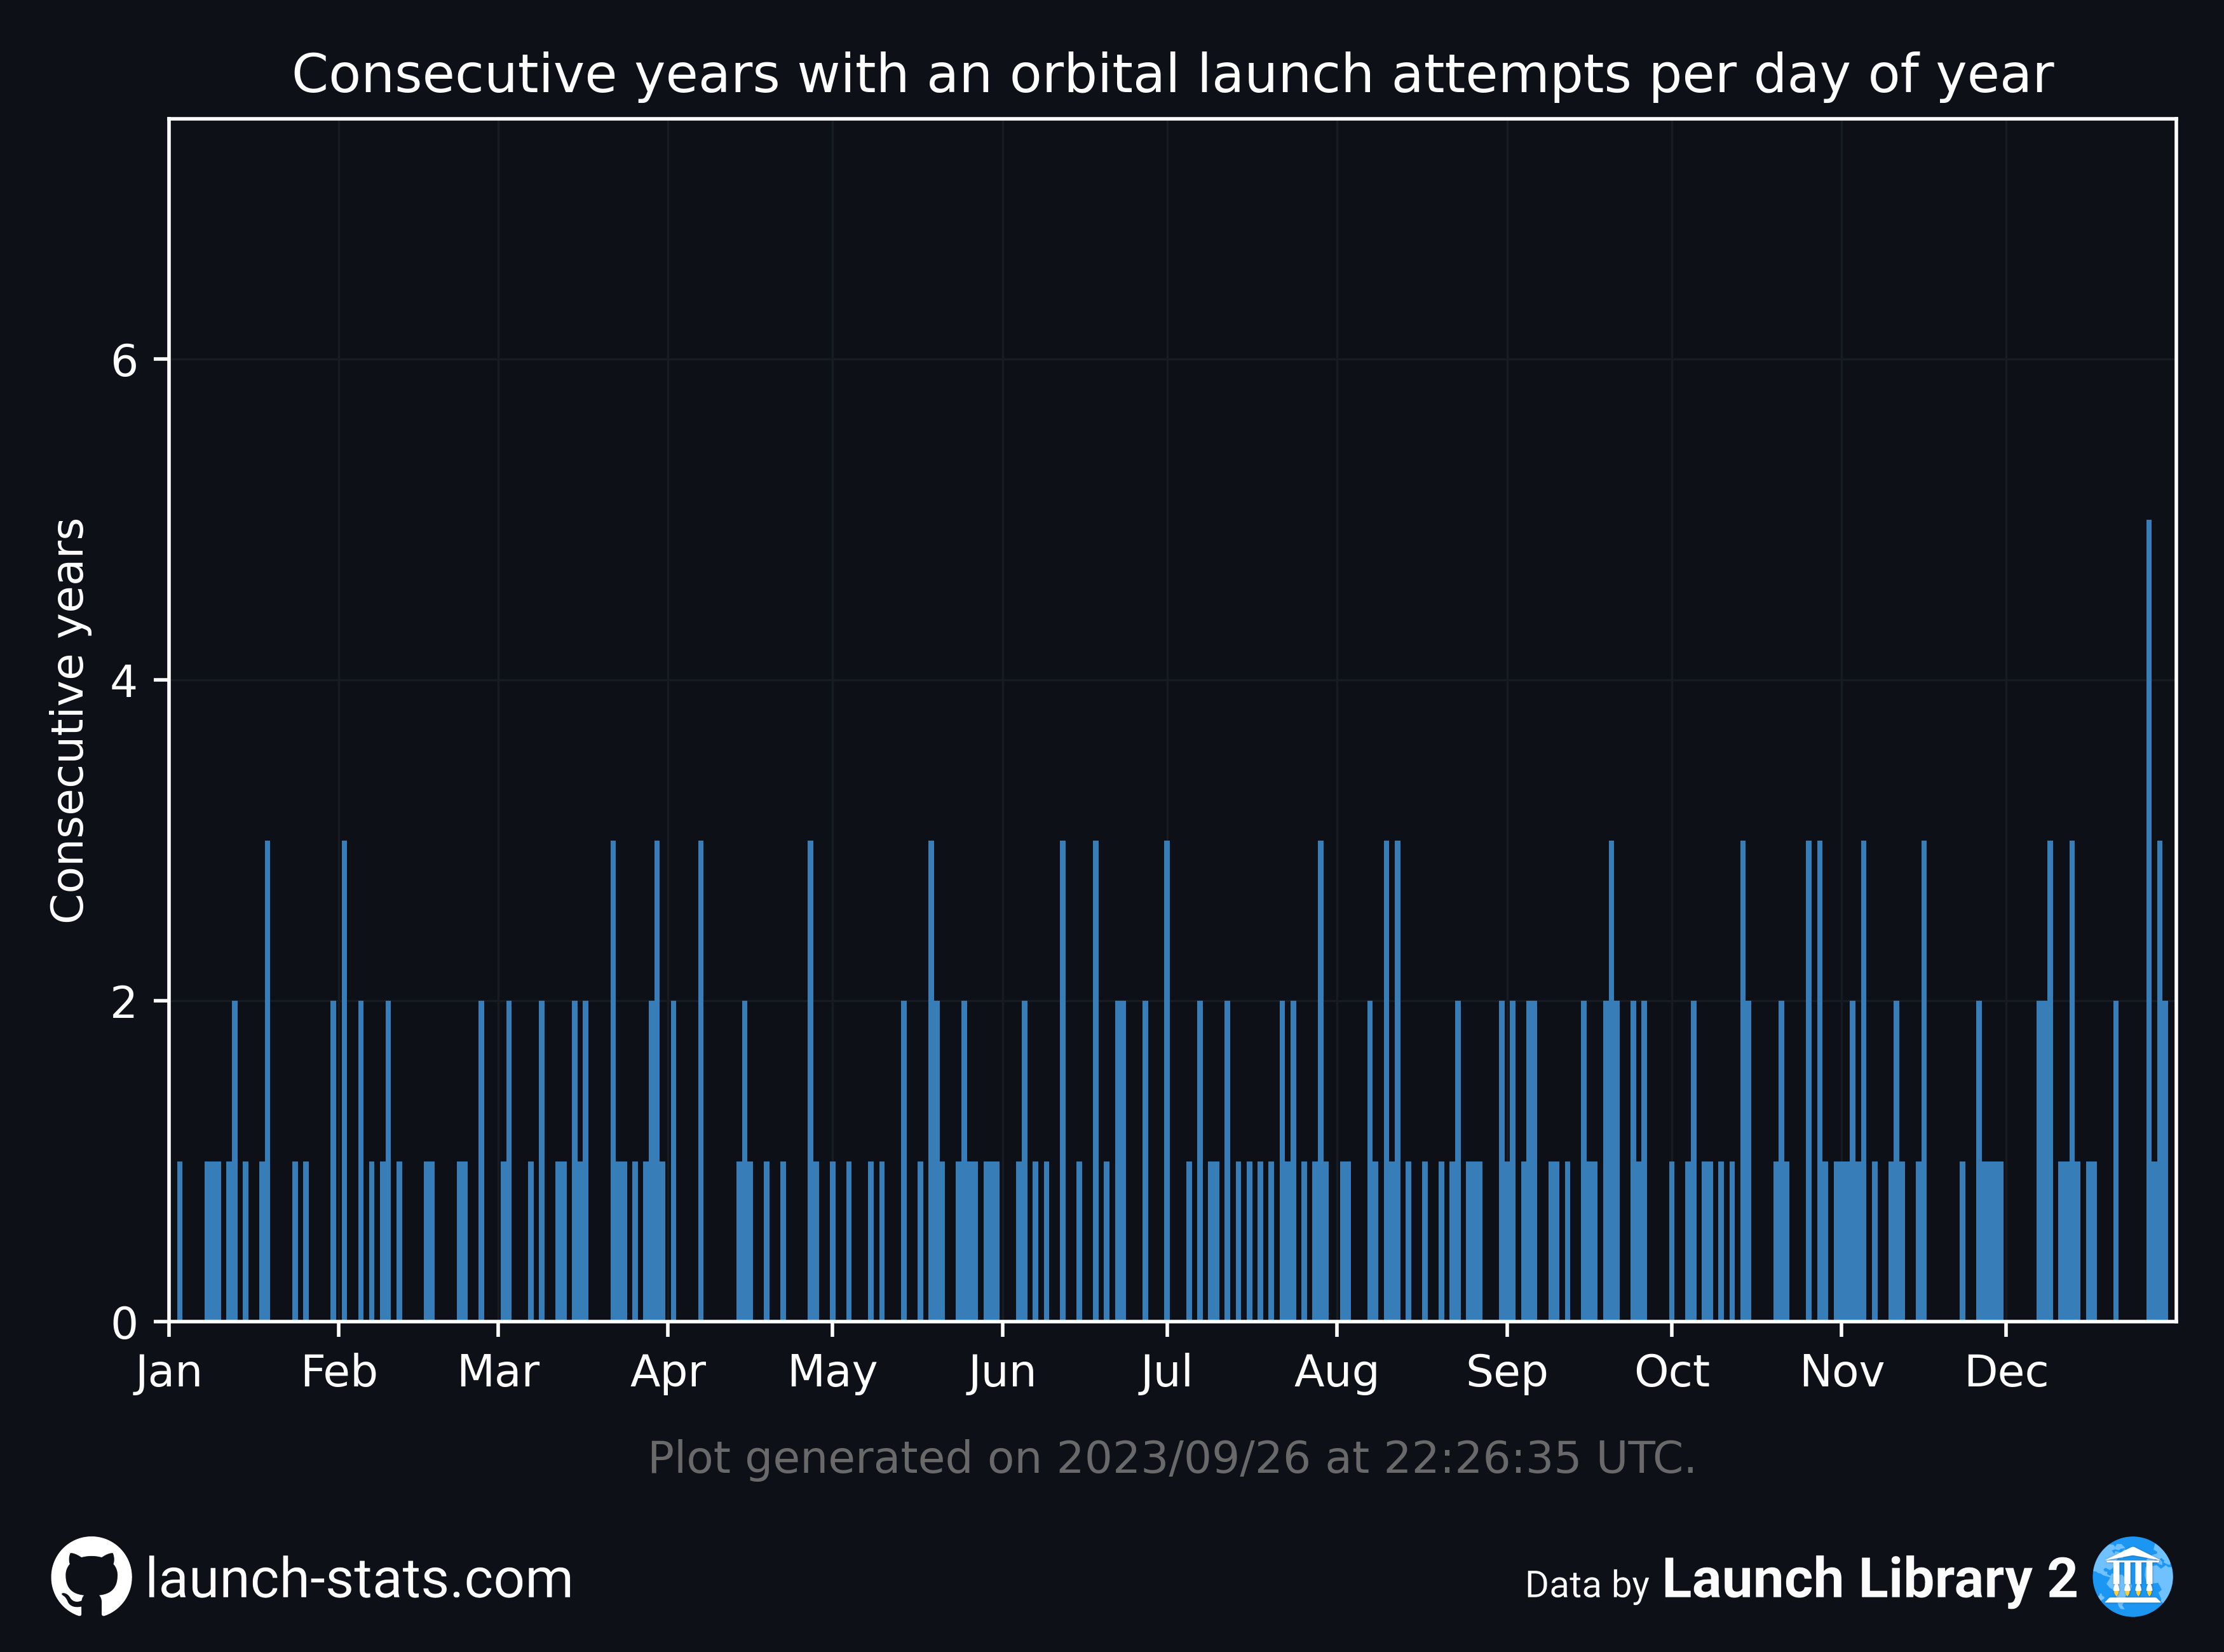 Consecutive years with an orbital launch attempts per day of year
Consecutive years
6
4
2
0
Jan Feb Mar Apr May Jun Jul Aug Sep Oct Nov Dec
Plot generated on 2023/09/26 at 22:26:35 UTC.
launch-stats.com
Data by Launch Library 2